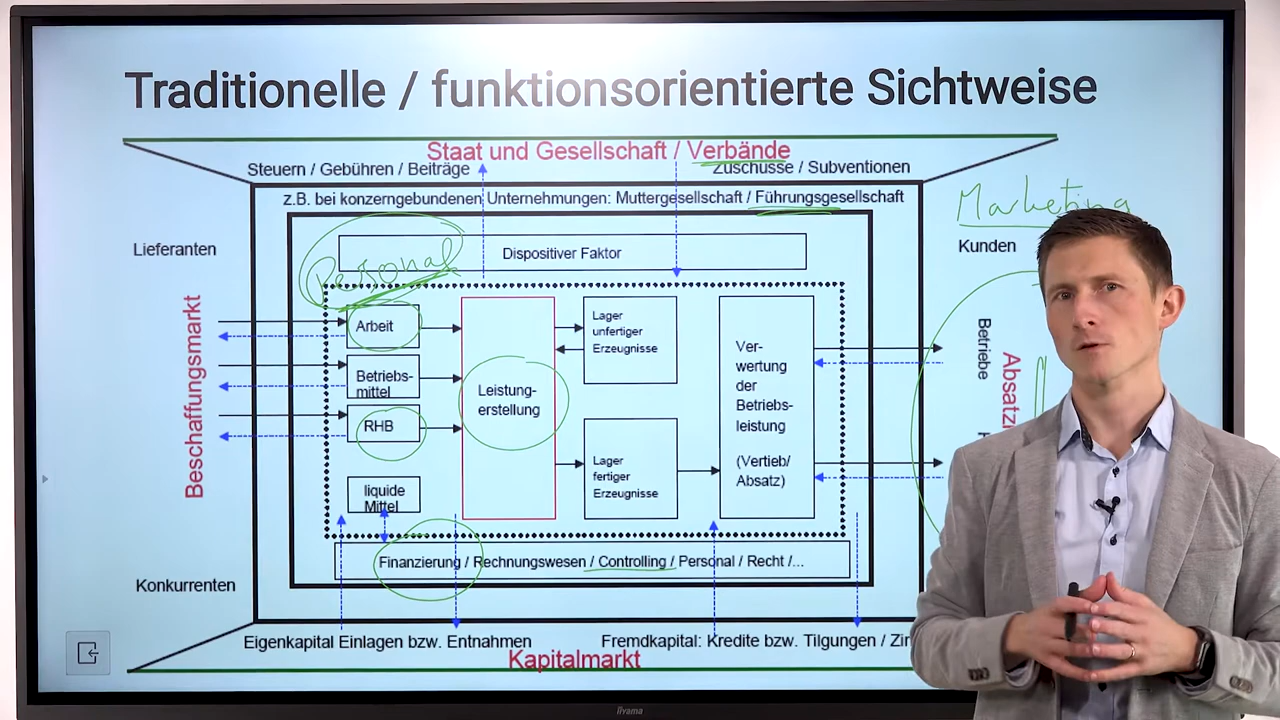 Traditionelle / funktionsorientierte Sichtweise
Staat und Gesellschaft / Verbände
Steuern / Gebühren / Beiträge
Zuschüsse / Subventionen
z.B. bei konzerngebundenen Unternehmungen: Muttergesellschaft / Führungsgesellschaft
Marketing
Lieferanten
Kunden
Dispositiver Faktor
Personal
Beschaffungsmarkt
Arbeit
Betriebs-
mittel
RHB
liquide
Mittel
Leistung-
erstellung
Lager
unfertiger
Erzeugnisse
Lager
fertiger
Erzeugnisse
Ver-
wertung
der
Betriebs-
leistung
(Vertieb/
Absatz)
Betriebe
Finanzierung / Rechnungswesen / Controlling / Personal / Recht /...
Konkurrenten
Eigenkapital Einlagen bzw. Entnahmen
Fremdkapital: Kredite bzw. Tilgungen /
Kapitalmarkt
iiyama